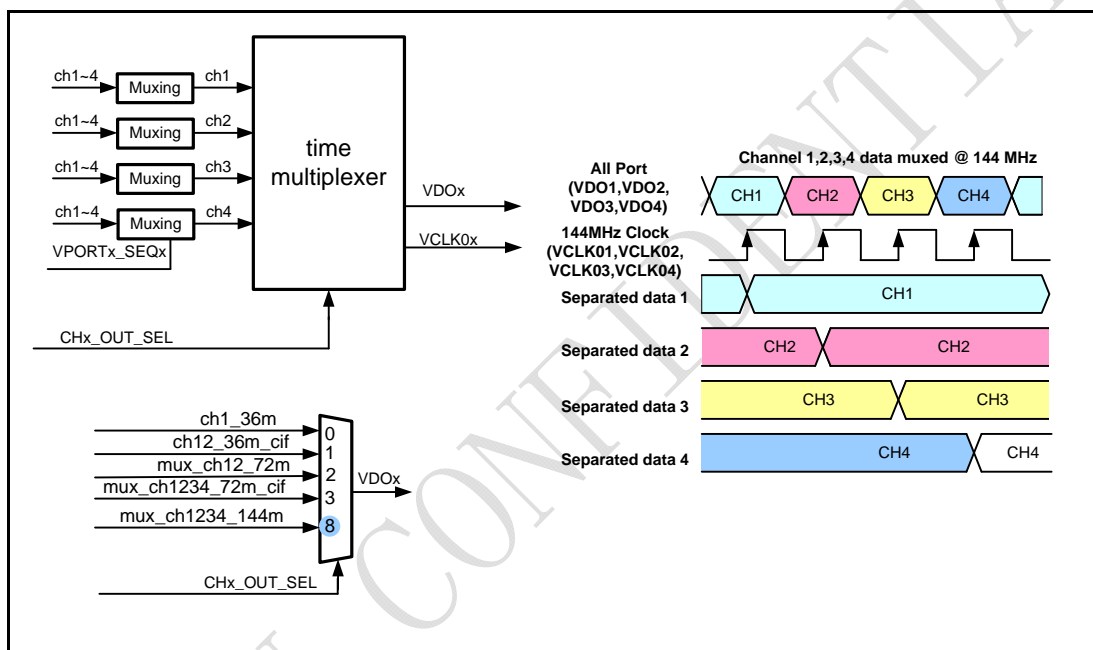 ch1~4
Muxing
ch1
ch1~4
Muxing
ch2
ch1~4
Muxing
ch3
ch1~4
Muxing
ch4
VPORTx_SEQx
time
multiplexer
VDOx
VCLK0x
CHx_OUT_SEL
ch1_36m
0
ch12_36m_cif
1
mux_ch12_72m
2
mux_ch1234_72m_cif
3
mux_ch1234_144m
8
VDOx
CHx_OUT_SEL
Channel 1,2,3,4 data muxed @ 144 MHz
All Port
(VDO1,VDO2,
VDO3,VDO4)
CH1
CH2
CH3
CH4
144MHz Clock
(VCLK01,VCLK02,
VCLK03,VCLK04)
Separated data 1
CH1
Separated data 2
CH2
CH2
Separated data 3
CH3
CH3
Separated data 4
CH4
CH4
CONFIDENTIA